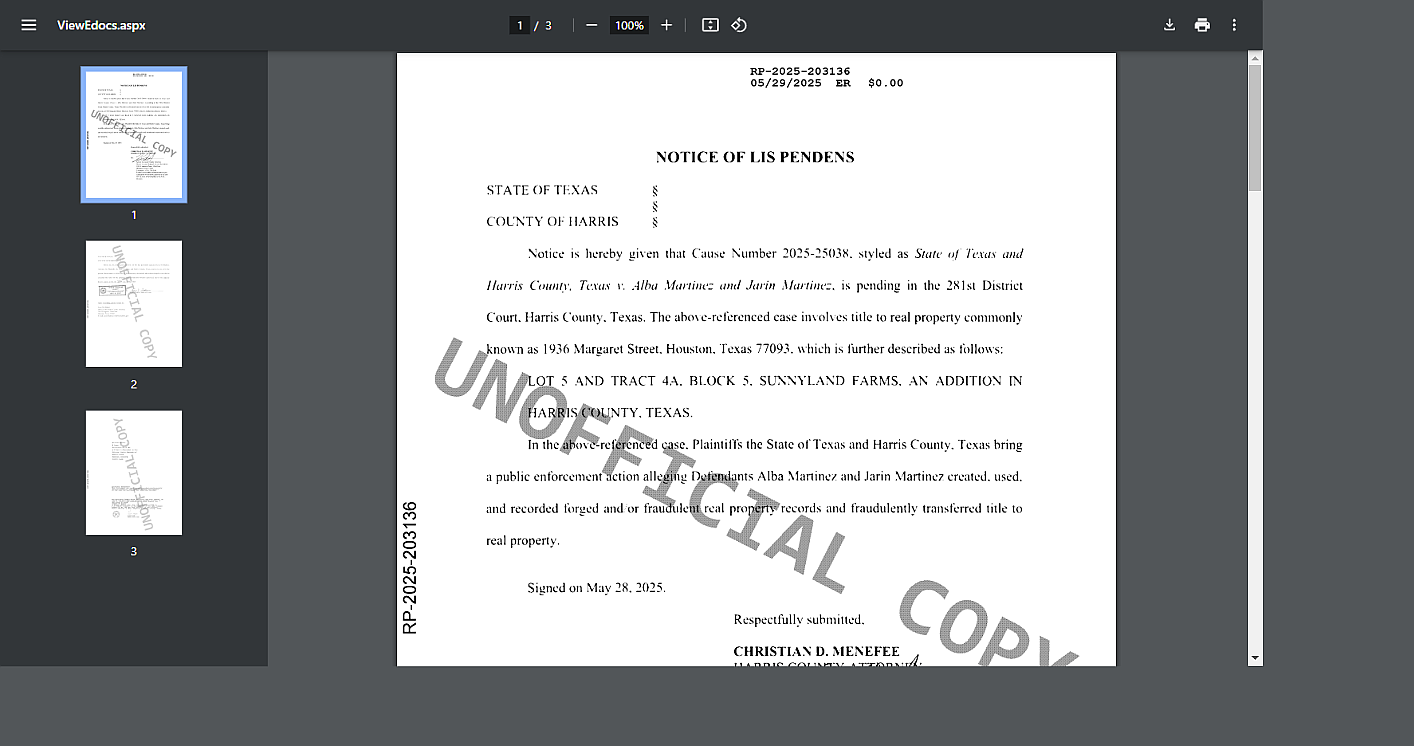 ViewEdocs.aspx
1 / 3
100%
RP-2025-203136
05/29/2025 ER $0.00
NOTICE OF LIS PENDENS
STATE OF TEXAS §
§
COUNTY OF HARRIS §
Notice is hereby given that Cause Number 2025-25038, styled as State of Texas and
Harris County, Texas v. Alba Martinez and Jarin Martinez, is pending in the 281st District
Court, Harris County, Texas. The above-referenced case involves title to real property commonly
known as 1936 Margaret Street, Houston, Texas 77093, which is further described as follows:
LOT 5 AND TRACT 4A, BLOCK 5, SUNNYLAND FARMS, AN ADDITION IN
HARRIS COUNTY, TEXAS.
In the above-referenced case, Plaintiffs the State of Texas and Harris County, Texas bring
a public enforcement action alleging Defendants Alba Martinez and Jarin Martinez created, used,
and recorded forged and/or fraudulent real property records and fraudulently transferred title to
real property.
Signed on May 28, 2025.
Respectfully submitted,
CHRISTIAN D. MENEFEE
HARRIS COUNTY ATTORNEY
RP-2025-203136
UNOFFICIAL COPY
UNOFFICIAL COPY
1
UNOFFICIAL COPY
2
UNOFFICIAL COPY
3